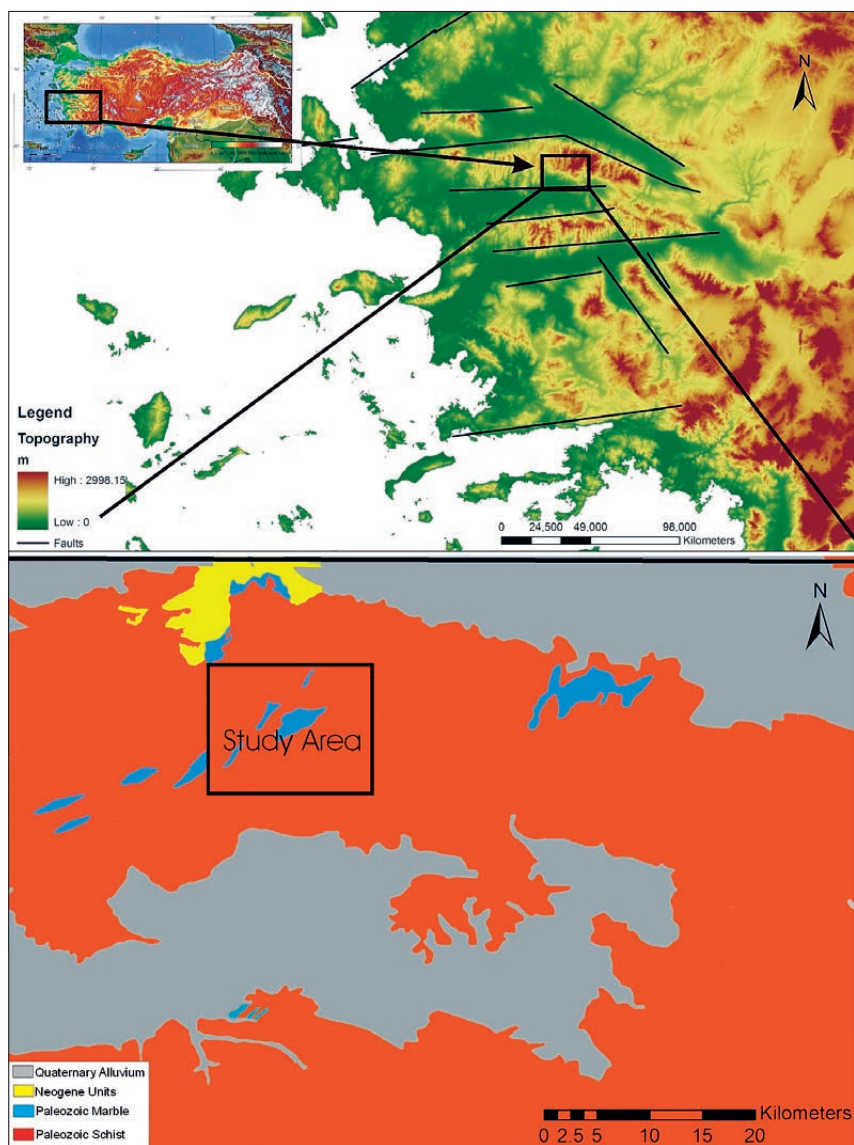 N
Legend
Topography
m
High : 2998.15
Low : 0
Faults
0 24,500 49,000 98,000
Kilometers
N
Study Area
Quaternary Alluvium
Neogene Units
Paleozoic Marble
Paleozoic Schist
Kilometers
0 2.5 5 10 15 20